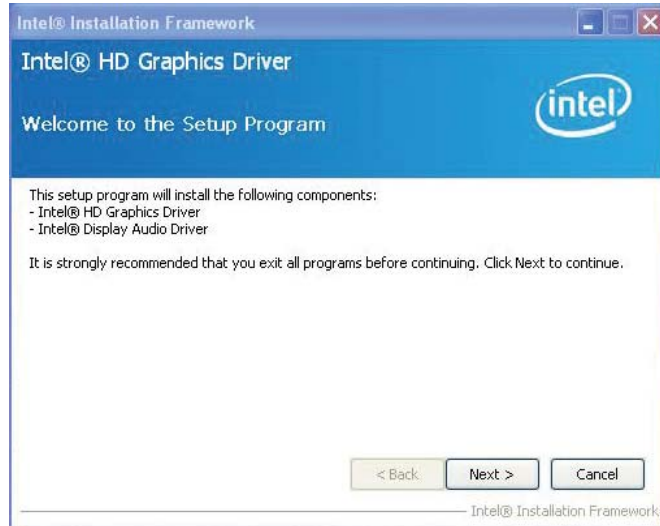 Intel® Installation Framework
Intel® HD Graphics Driver
intel
Welcome to the Setup Program
This setup program will install the following components:
- Intel® HD Graphics Driver
- Intel® Display Audio Driver
It is strongly recommended that you exit all programs before continuing. Click Next to continue.
< Back
Next >
Cancel
Intel® Installation Framework